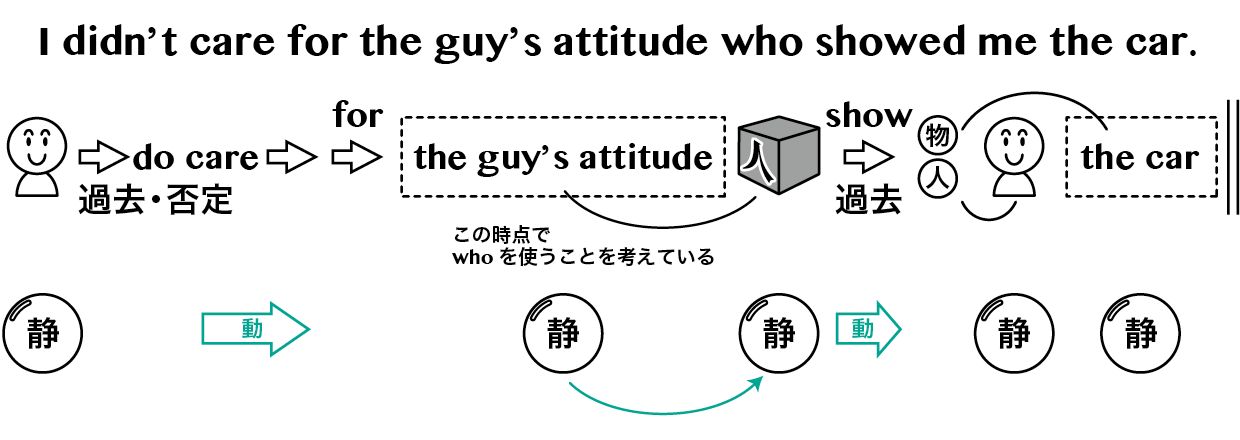 I didn't care for the guy's attitude who showed me the car.
for
show
do care
the guy's attitude
人
物
人
the car
過去・否定
過去
この時点で
who を使うことを考えている
静
動
静
静
動
静
静